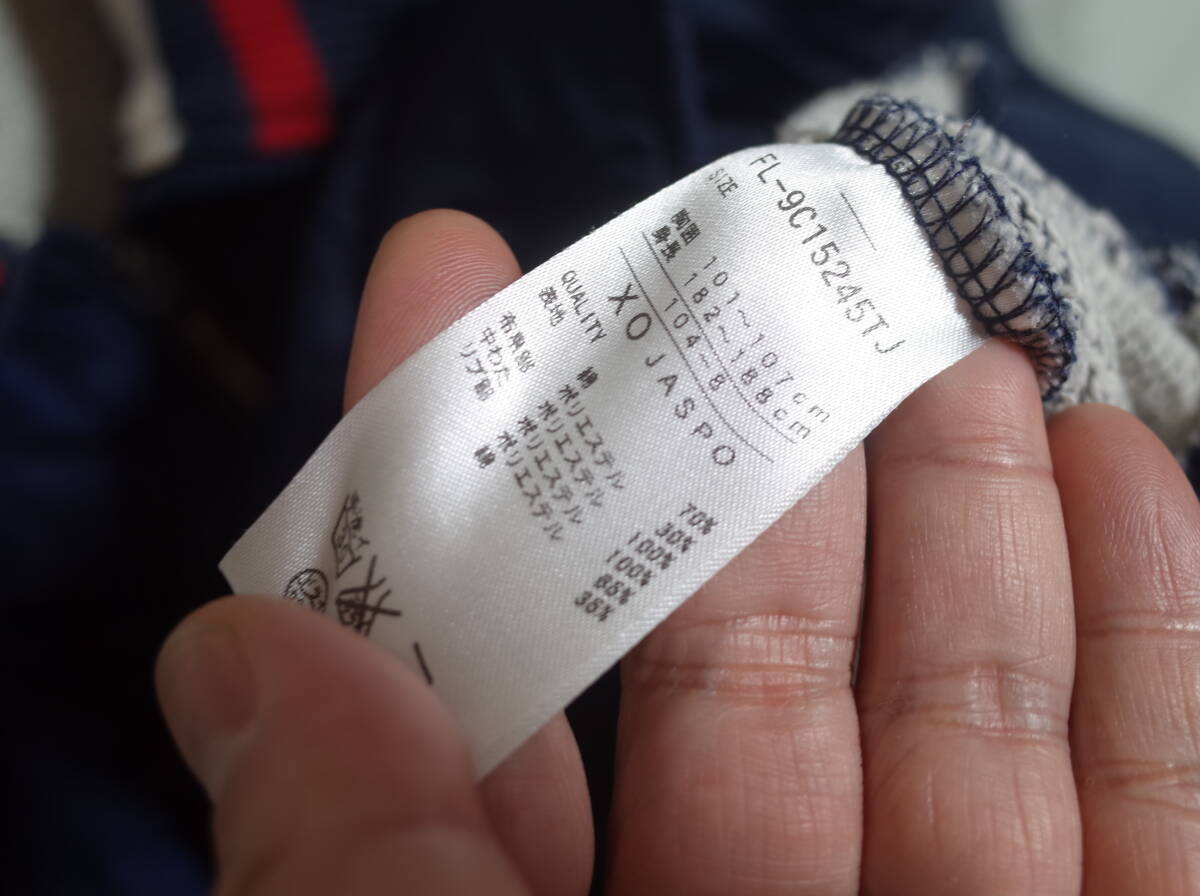 FL-9C15245TJ
SIZE
胸囲 101~107cm
身長 182~188cm
104-8
XO JASPO
QUALITY
表地 綿 70%
ポリエステル 30%
布帛部 ポリエステル 100%
中わた ポリエステル 100%
リブ部 ポリエステル 65%
綿 35%